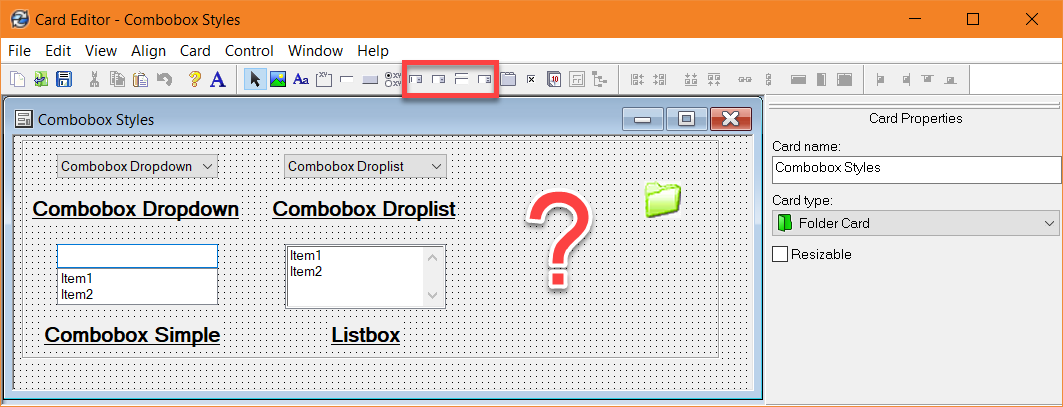 Card Editor - Combobox Styles
File Edit View Align Card Control Window Help
Combobox Styles
Card Properties
Combobox Dropdown Combobox Droplist
Combobox Dropdown Combobox Droplist
?
Item1
Item2
Item1
Item2
Combobox Simple Listbox
Card name:
Combobox Styles
Card type:
Folder Card
Resizable